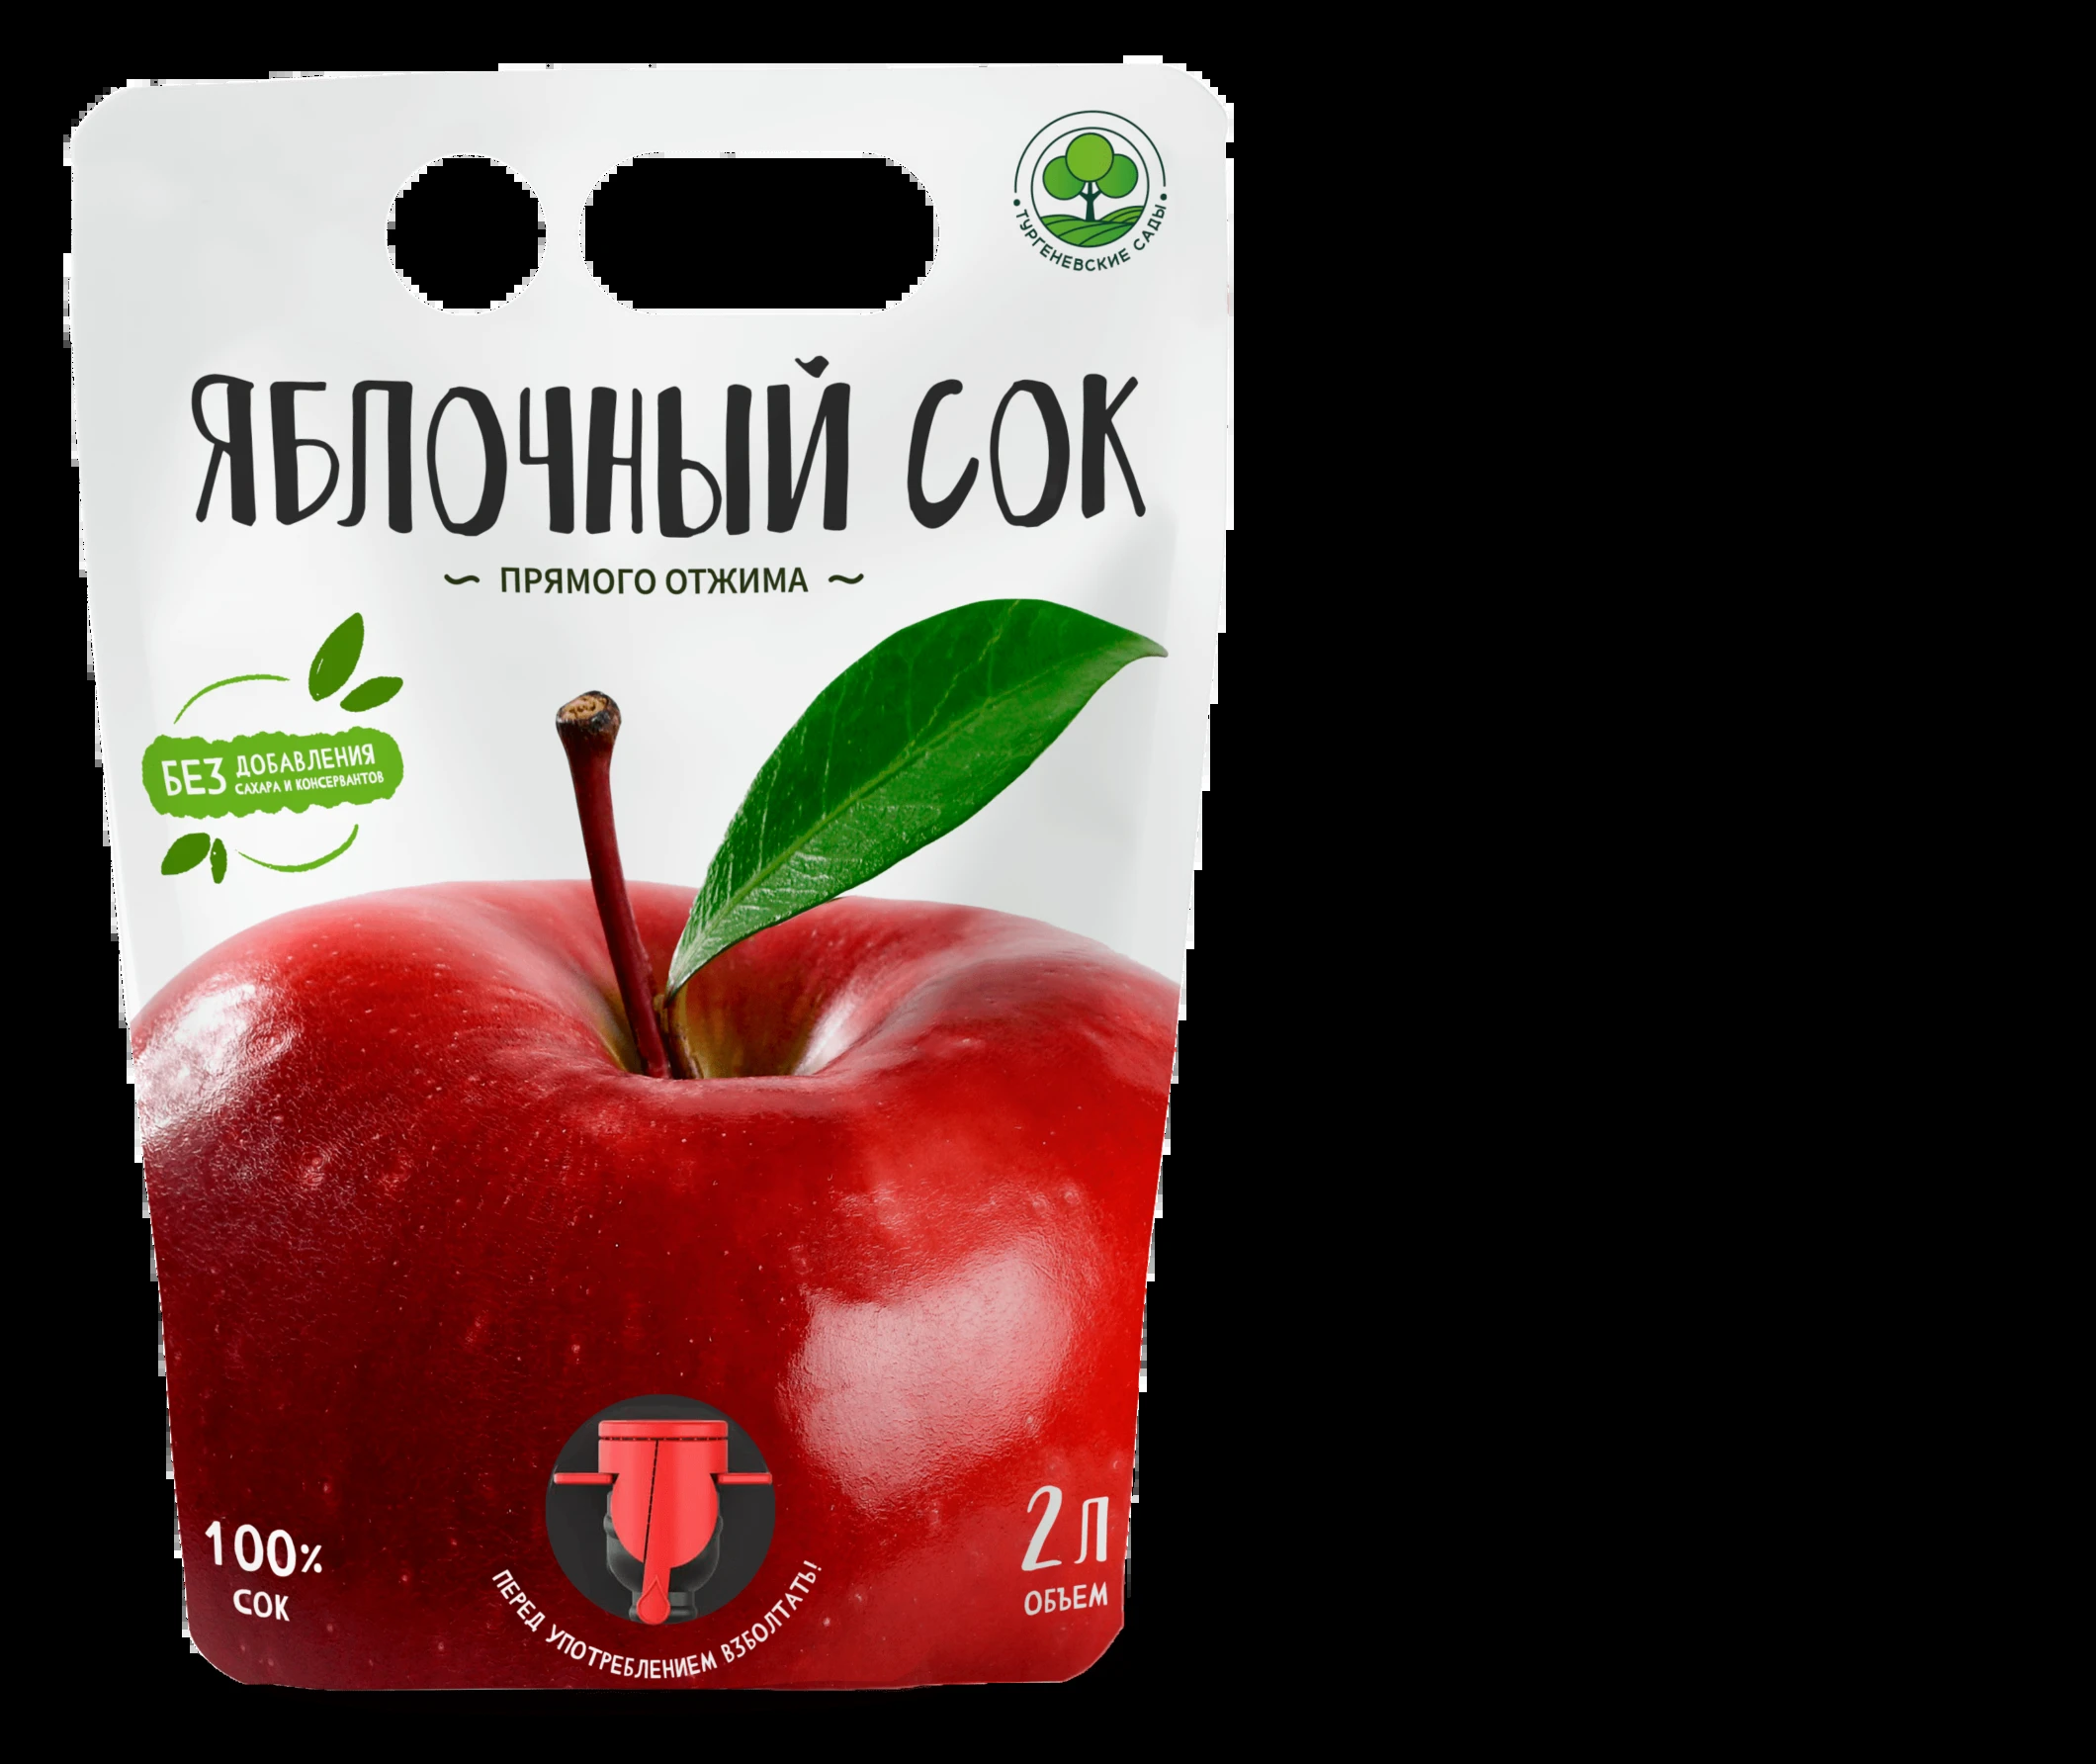 ТУРГЕНЕВСКИЕ САДЫ
ЯБЛОЧНЫЙ СОК
ПРЯМОГО ОТЖИМА
БЕЗ ДОБАВЛЕНИЯ
САХАРА И КОНСЕРВАНТОВ
100%
СОК
2 Л
ОБЪЕМ
ПЕРЕД УПОТРЕБЛЕНИЕМ ВЗБОЛТАТЬ!